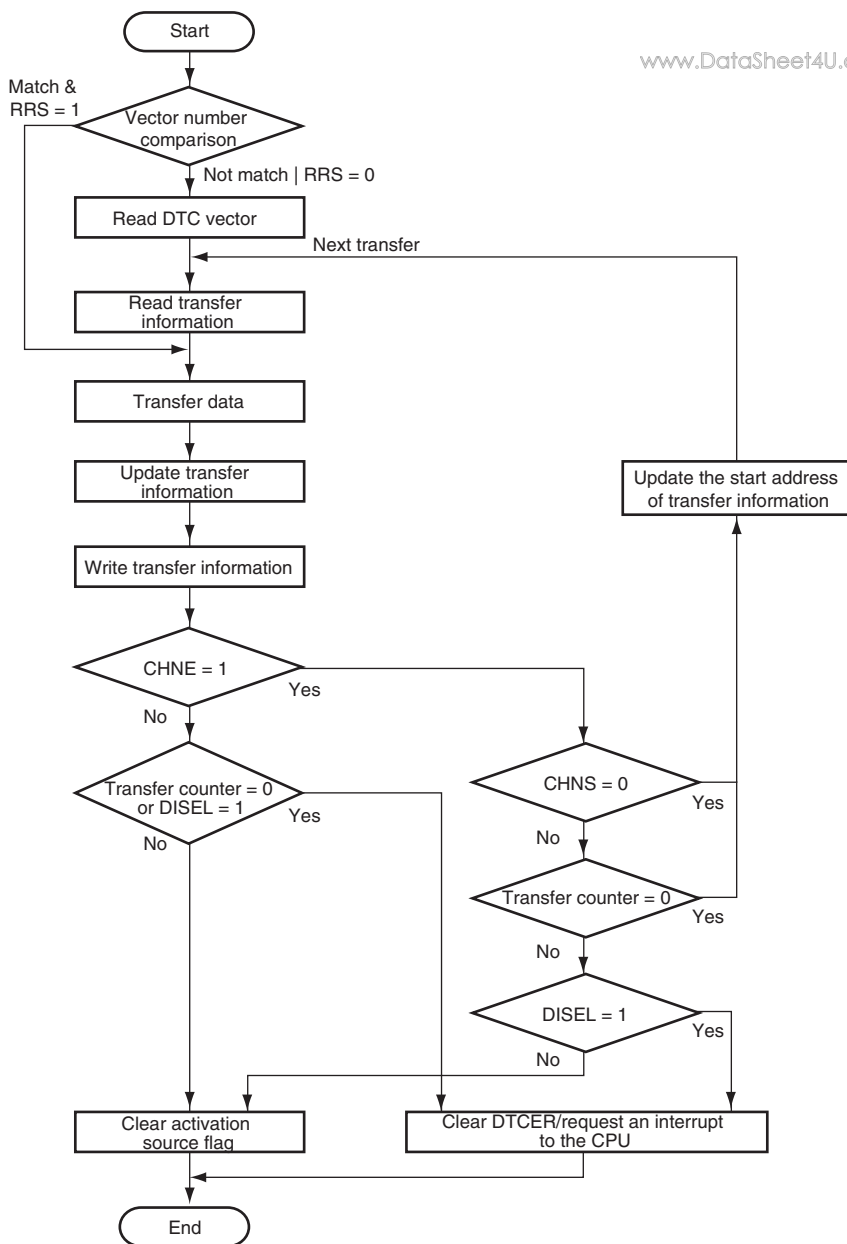 Start
www.DataSheet4U.c
Match &
RRS = 1
Vector number
comparison
Not match | RRS = 0
Read DTC vector
Next transfer
Read transfer
information
Transfer data
Update transfer
information
Update the start address
of transfer information
Write transfer information
CHNE = 1
Yes
No
Transfer counter = 0
or DISEL = 1
Yes
No
CHNS = 0
Yes
No
Transfer counter = 0
Yes
No
DISEL = 1
Yes
No
Clear activation
source flag
Clear DTCER/request an interrupt
to the CPU
End